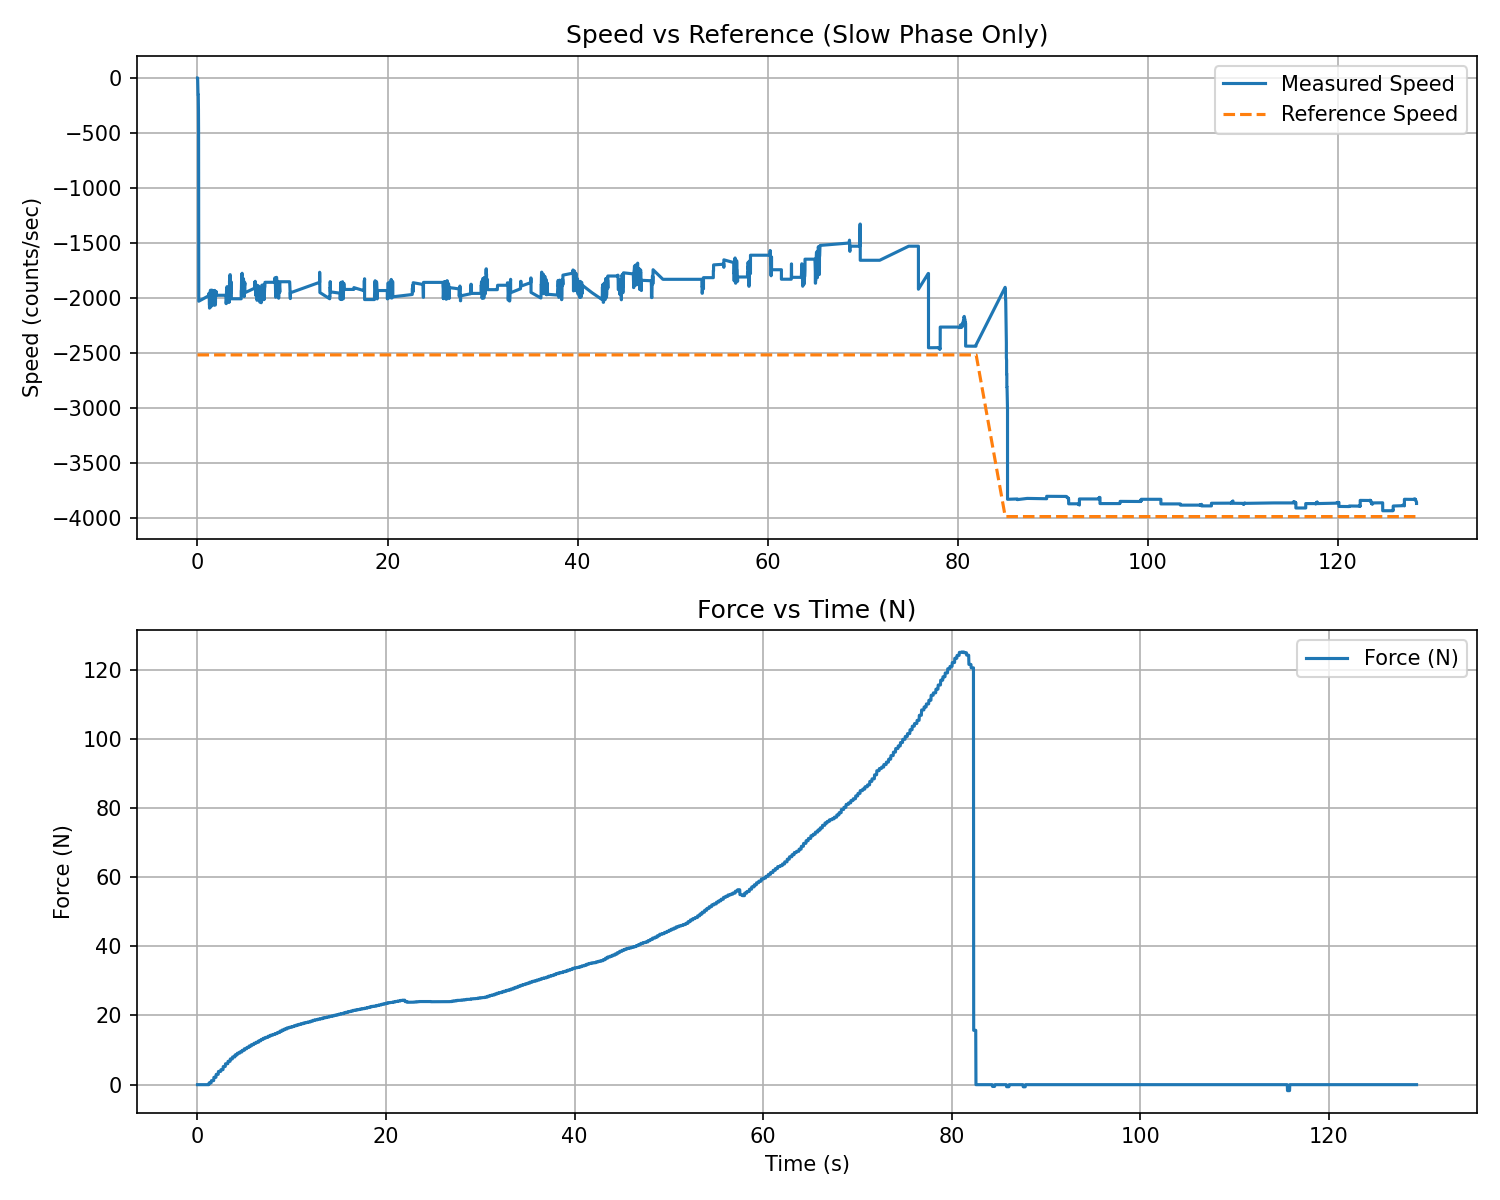 Speed vs Reference (Slow Phase Only)
Speed (counts/sec)
0
−500
−1000
−1500
−2000
−2500
−3000
−3500
−4000
Measured Speed
Reference Speed
0 20 40 60 80 100 120
Force vs Time (N)
Force (N)
120
100
80
60
40
20
0
Force (N)
0 20 40 60 80 100 120
Time (s)